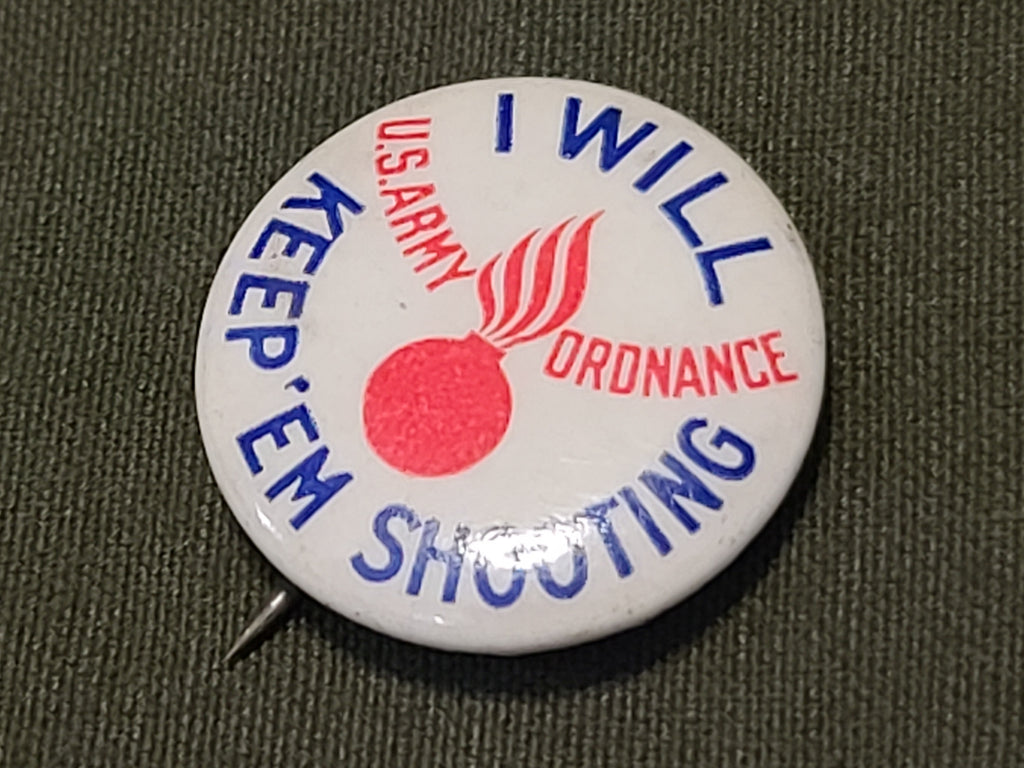 I WILL
KEEP 'EM SHOOTING
U.S. ARMY
ORDNANCE